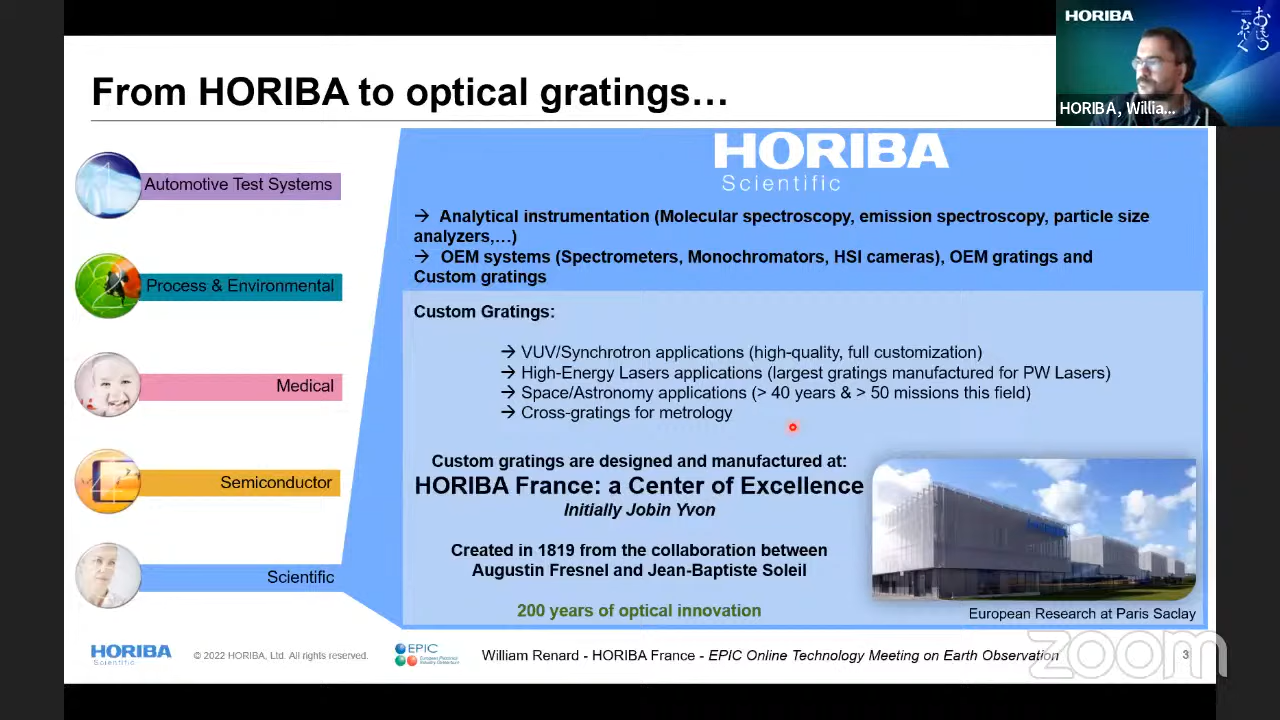 From HORIBA to optical gratings…
HORIBA
HORIBA, Willia...
Automotive Test Systems
Process & Environmental
Medical
Semiconductor
Scientific
HORIBA
Scientific
→ Analytical instrumentation (Molecular spectroscopy, emission spectroscopy, particle size
analyzers,…)
→ OEM systems (Spectrometers, Monochromators, HSI cameras), OEM gratings and
Custom gratings
Custom Gratings:
→ VUV/Synchrotron applications (high-quality, full customization)
→ High-Energy Lasers applications (largest gratings manufactured for PW Lasers)
→ Space/Astronomy applications (> 40 years & > 50 missions this field)
→ Cross-gratings for metrology
Custom gratings are designed and manufactured at:
HORIBA France: a Center of Excellence
Initially Jobin Yvon
Created in 1819 from the collaboration between
Augustin Fresnel and Jean-Baptiste Soleil
200 years of optical innovation
HORIBA
European Research at Paris Saclay
HORIBA
Scientific
© 2022 HORIBA, Ltd. All rights reserved.
EPIC
European Photonics
Industry Consortium
William Renard - HORIBA France - EPIC Online Technology Meeting on Earth Observation
3
zoom